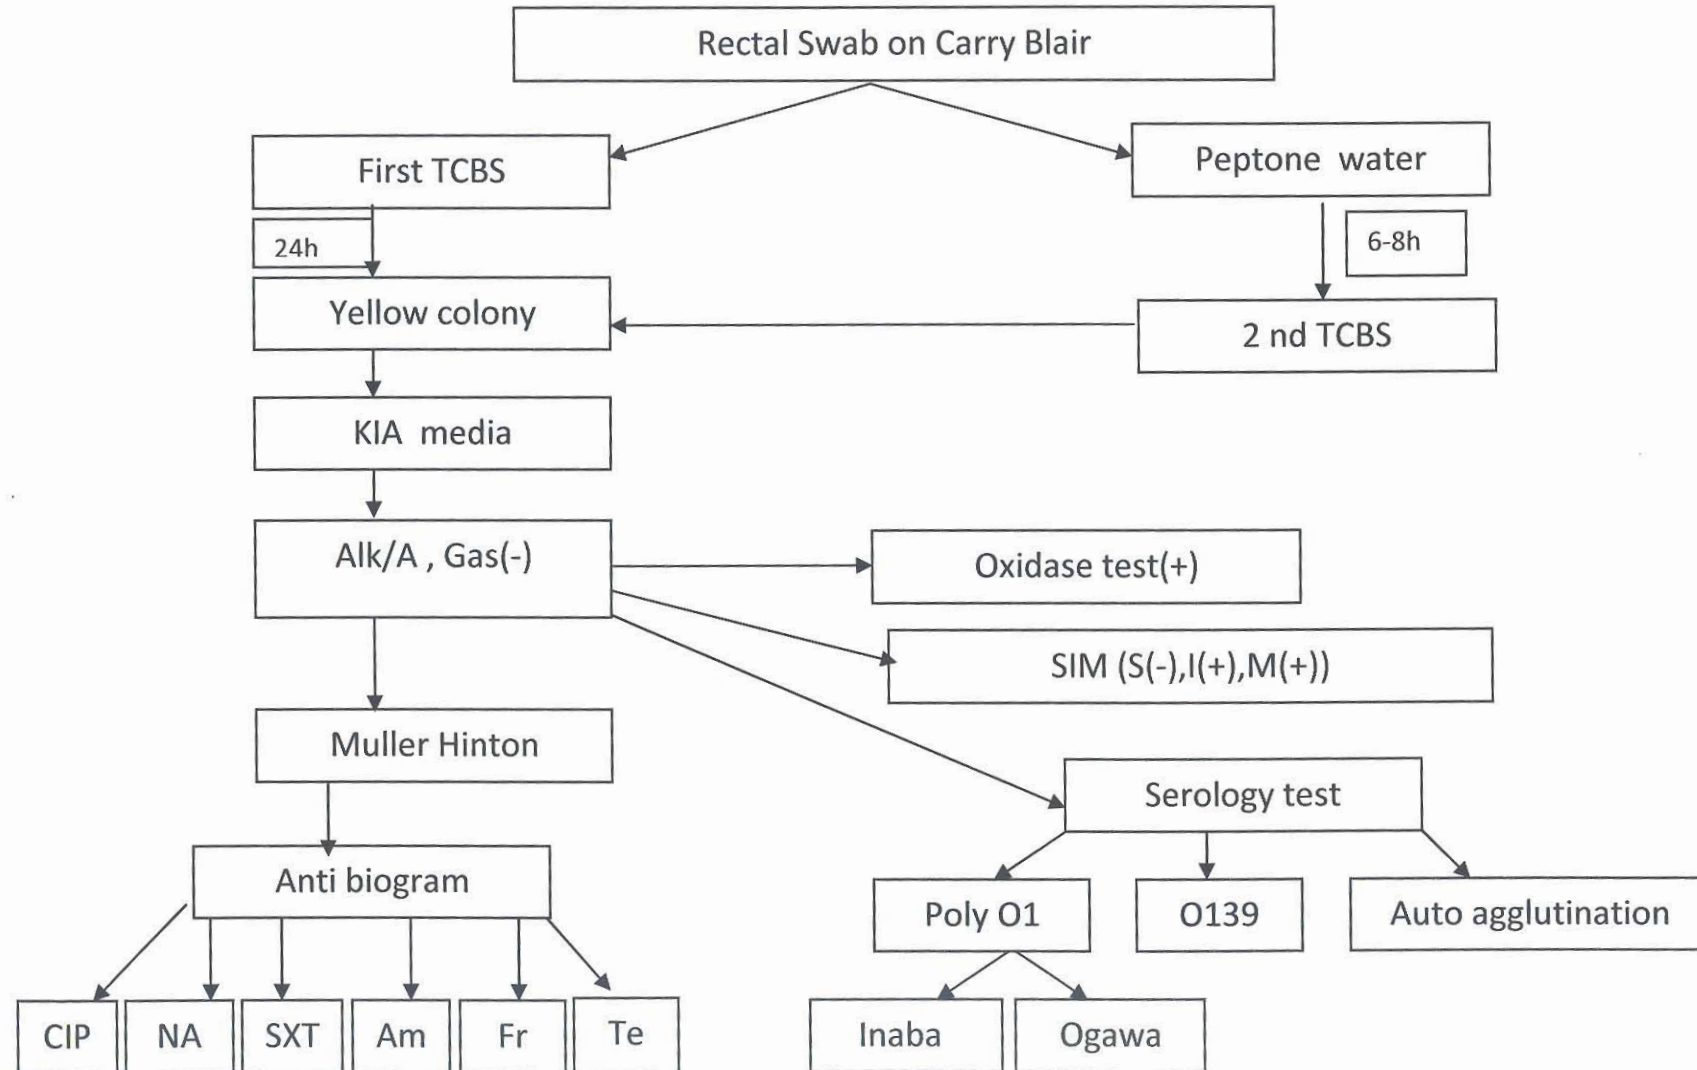 Rectal Swab on Carry Blair
First TCBS
Peptone water
24h
6-8h
Yellow colony
2 nd TCBS
KIA media
Alk/A , Gas(-)
Oxidase test(+)
SIM (S(-),I(+),M(+))
Muller Hinton
Serology test
Anti biogram
Poly O1
O139
Auto agglutination
CIP
NA
SXT
Am
Fr
Te
Inaba
Ogawa